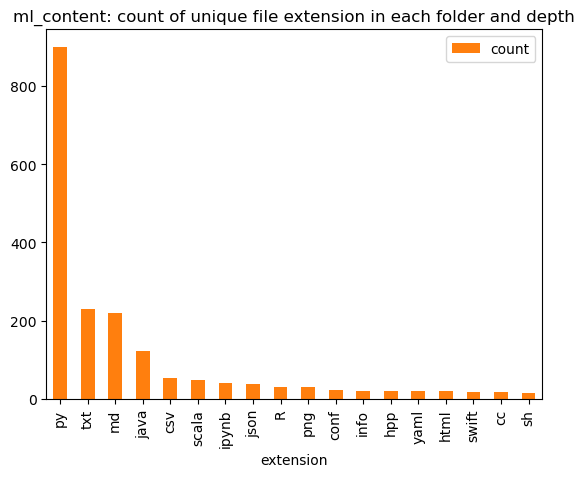 ml_content: count of unique file extension in each folder and depth
count
800
600
400
200
0
py
txt
md
java
csv
scala
ipynb
json
R
png
conf
info
hpp
yaml
html
swift
cc
sh
extension